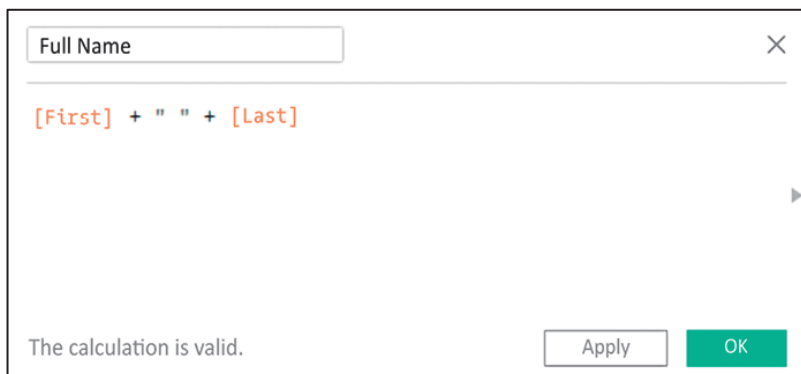 Full Name
[First] + " " + [Last]
The calculation is valid.
Apply
OK